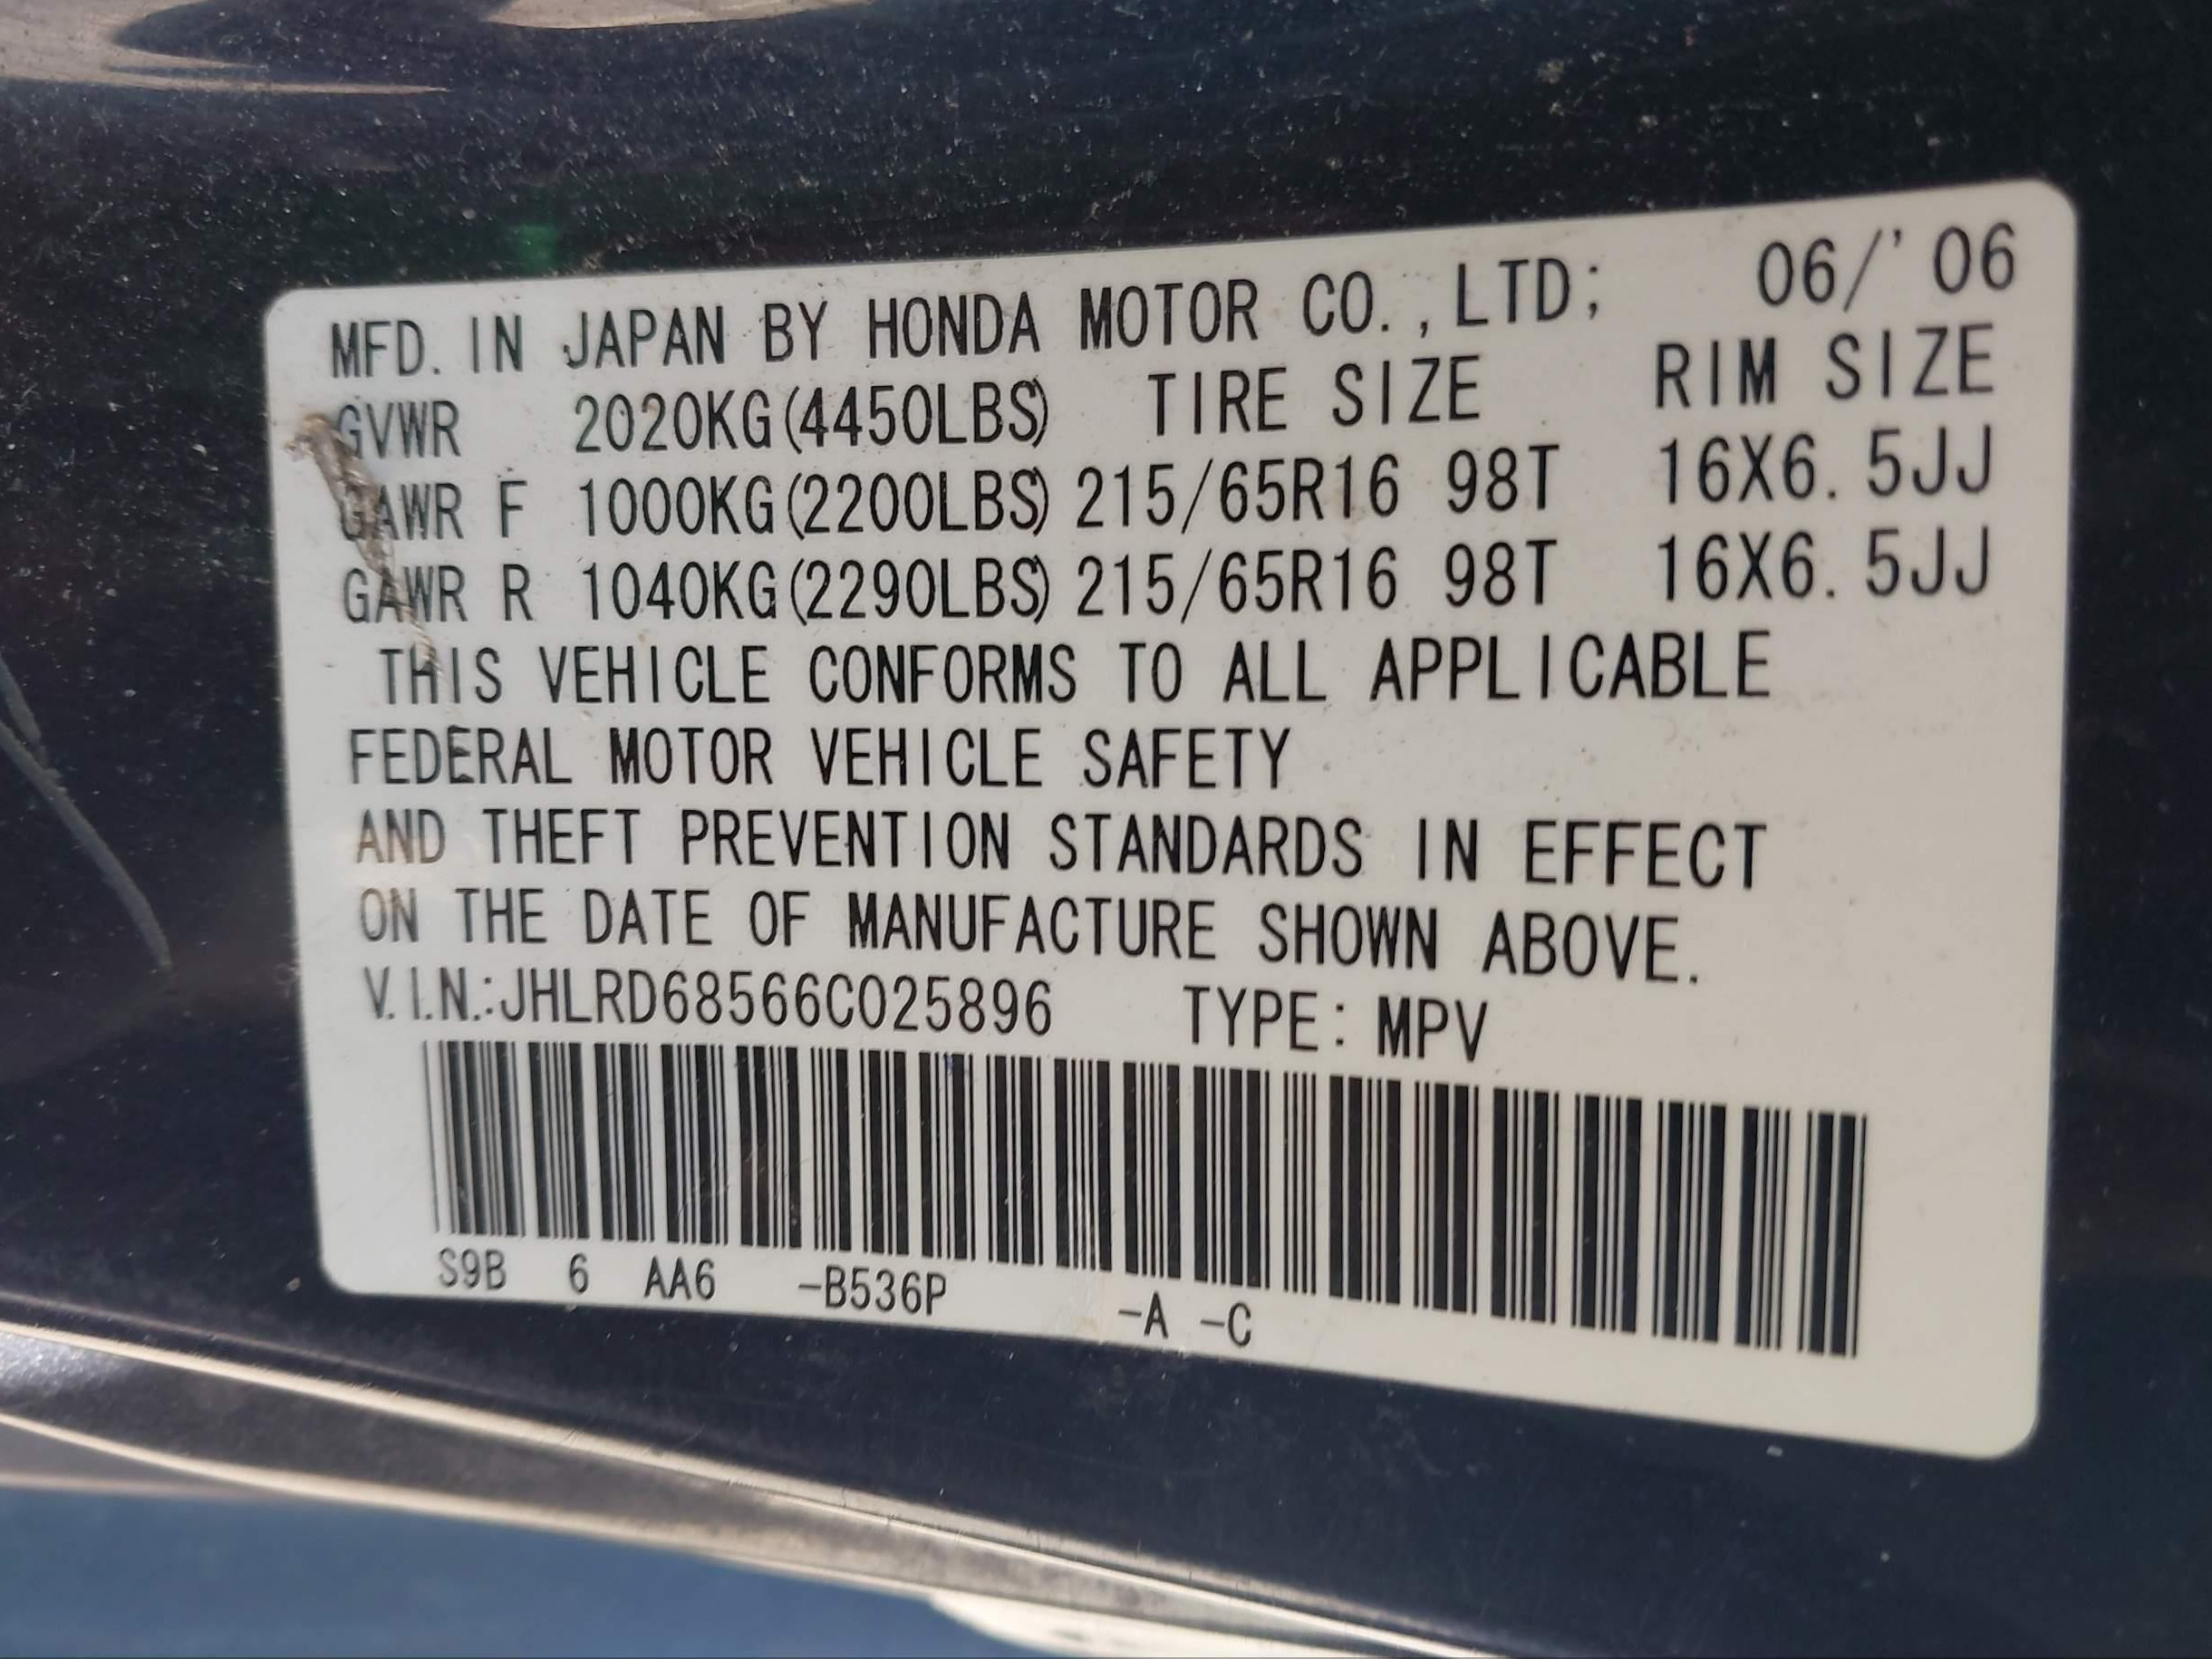 MFD. IN JAPAN BY HONDA MOTOR CO.,LTD; 06/'06
GVWR 2020KG(4450LBS) TIRE SIZE RIM SIZE
GAWR F 1000KG(2200LBS) 215/65R16 98T 16X6.5JJ
GAWR R 1040KG(2290LBS) 215/65R16 98T 16X6.5JJ
THIS VEHICLE CONFORMS TO ALL APPLICABLE
FEDERAL MOTOR VEHICLE SAFETY
AND THEFT PREVENTION STANDARDS IN EFFECT
ON THE DATE OF MANUFACTURE SHOWN ABOVE.
V.I.N.:JHLRD68566C025896 TYPE: MPV
S9B 6 AA6 -B536P -A -C